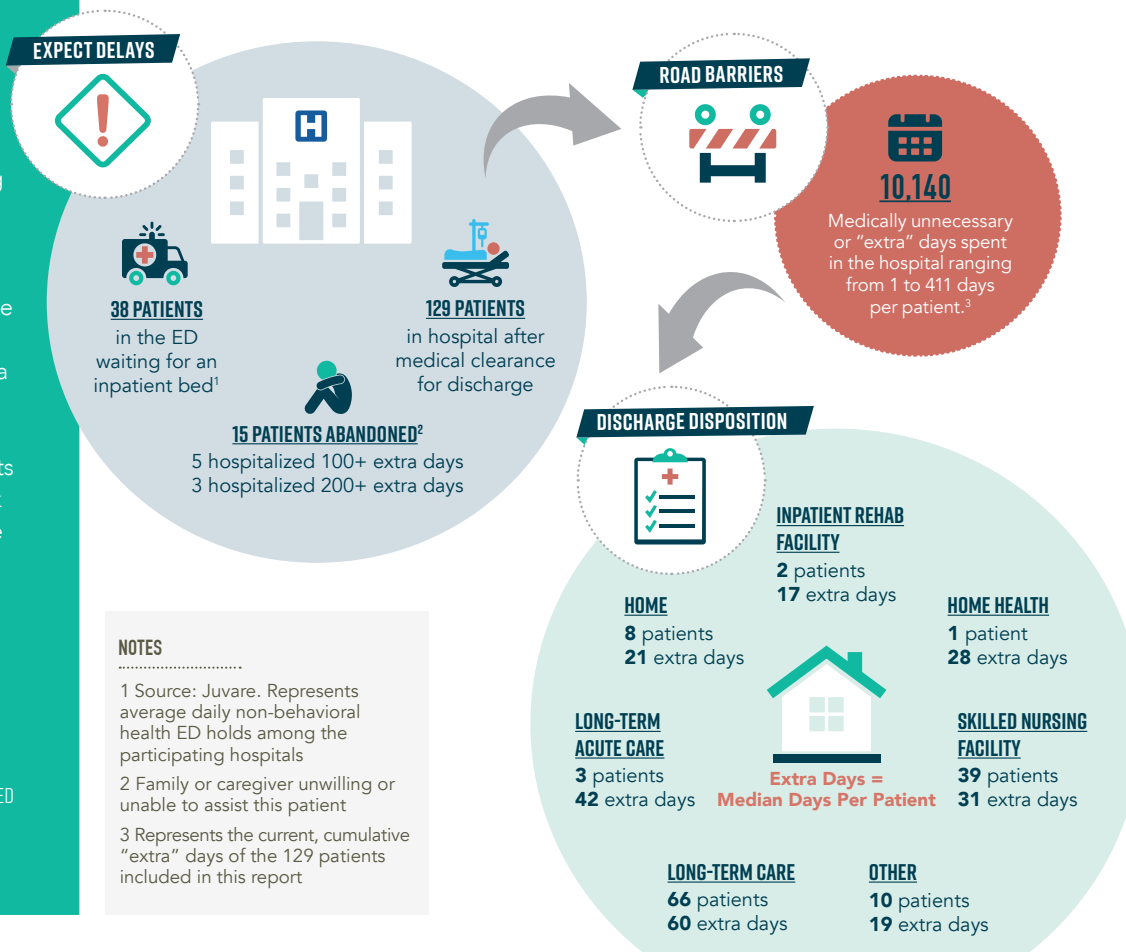 EXPECT DELAYS
H
38 PATIENTS
in the ED
waiting for an
inpatient bed1
129 PATIENTS
in hospital after
medical clearance
for discharge
15 PATIENTS ABANDONED2
5 hospitalized 100+ extra days
3 hospitalized 200+ extra days
ROAD BARRIERS
10,140
Medically unnecessary
or “extra” days spent
in the hospital ranging
from 1 to 411 days
per patient.3
DISCHARGE DISPOSITION
INPATIENT REHAB
FACILITY
2 patients
17 extra days
HOME
8 patients
21 extra days
HOME HEALTH
1 patient
28 extra days
LONG-TERM
ACUTE CARE
3 patients
42 extra days
Extra Days =
Median Days Per Patient
SKILLED NURSING
FACILITY
39 patients
31 extra days
LONG-TERM CARE
66 patients
60 extra days
OTHER
10 patients
19 extra days
NOTES
1 Source: Juvare. Represents
average daily non-behavioral
health ED holds among the
participating hospitals
2 Family or caregiver unwilling or
unable to assist this patient
3 Represents the current, cumulative
“extra” days of the 129 patients
included in this report